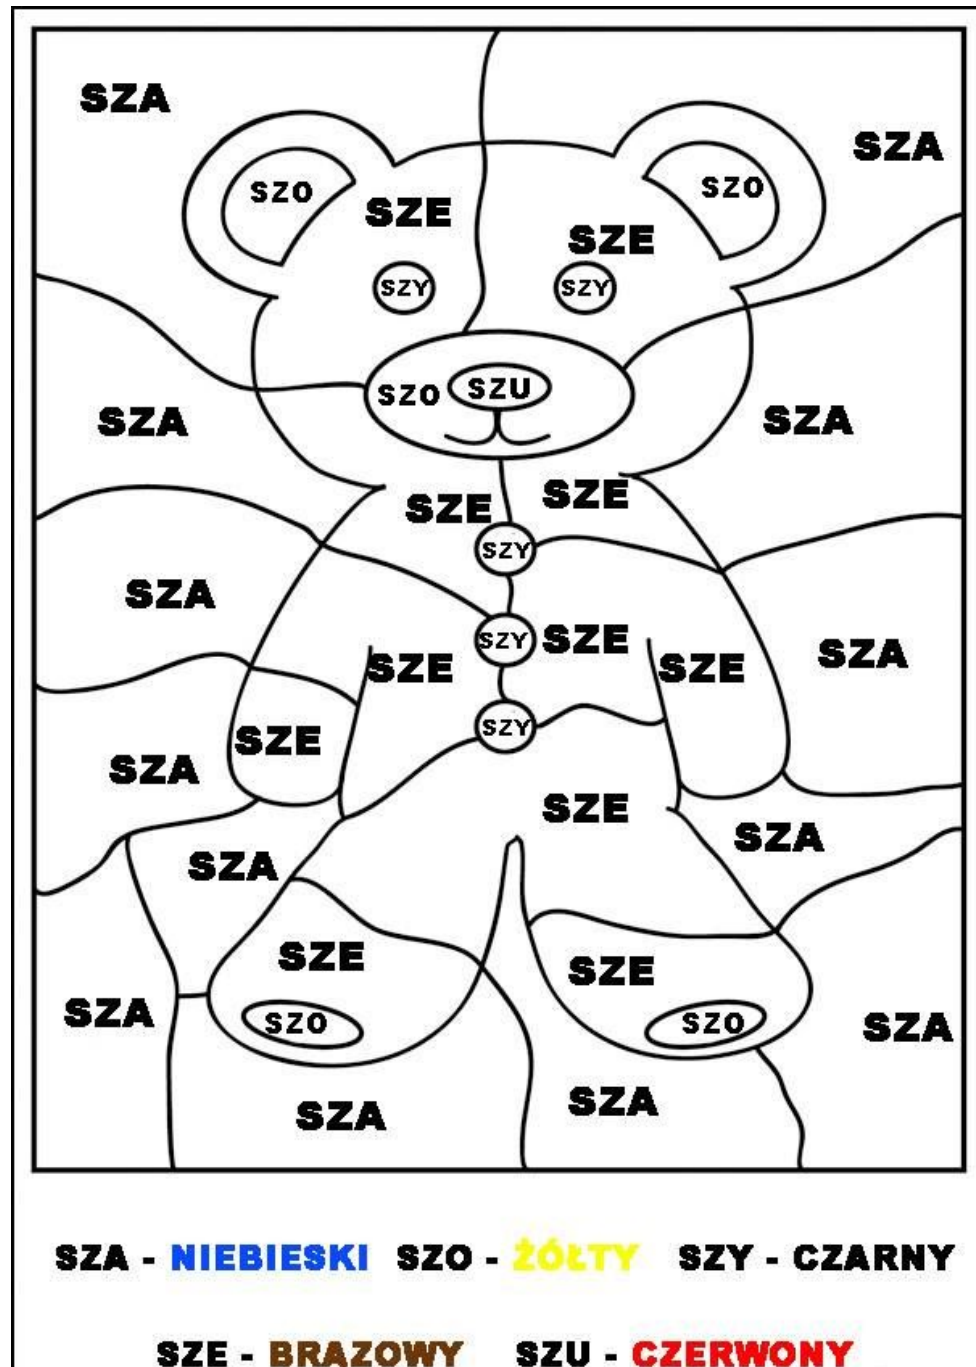 SZA
SZA
SZO SZE SZO
SZE
SZY SZY
SZO SZU
SZA SZA
SZE SZE
SZY
SZA SZY SZE SZA
SZE SZE
SZY
SZA SZE
SZE
SZA SZA
SZE SZE
SZA SZO SZO SZA
SZA SZA
SZA - NIEBIESKI SZO - ŻÓŁTY SZY - CZARNY
SZE - BRAZOWY SZU - CZERWONY